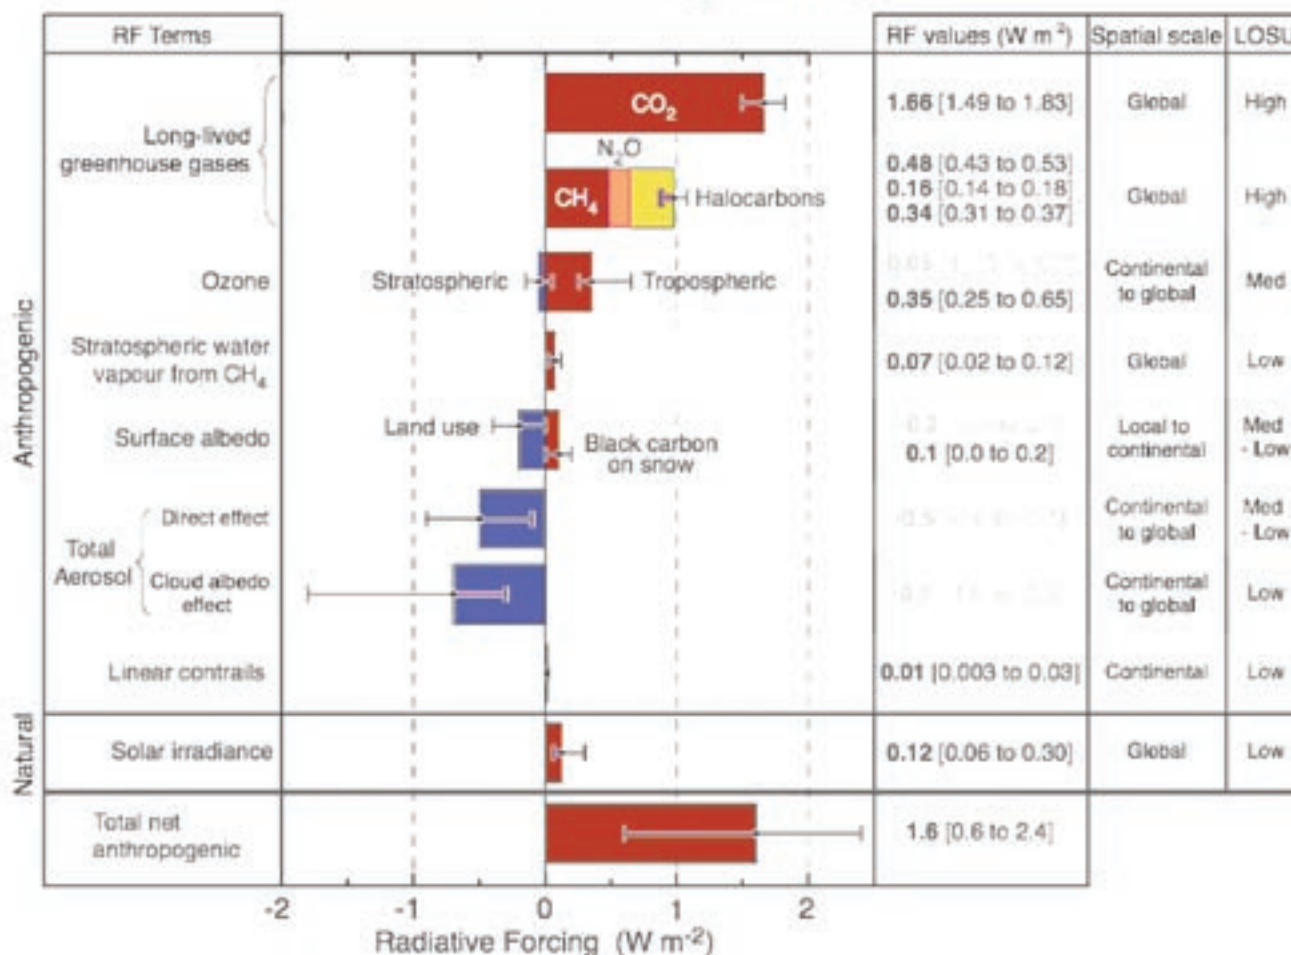 RF Terms
RF values (W m⁻²)
Spatial scale
LOSU
Anthropogenic
Long-lived
greenhouse gases
CO₂
1.66 [1.49 to 1.83]
Global
High
N₂O
CH₄
Halocarbons
0.48 [0.43 to 0.53]
0.16 [0.14 to 0.18]
0.34 [0.31 to 0.37]
Global
High
Ozone
Stratospheric
Tropospheric
0.35 [0.25 to 0.65]
Continental
to global
Med
Stratospheric water
vapour from CH₄
0.07 [0.02 to 0.12]
Global
Low
Surface albedo
Land use
Black carbon
on snow
0.1 [0.0 to 0.2]
Local to
continental
Med
- Low
Total
Aerosol
Direct effect
Continental
to global
Med
- Low
Cloud albedo
effect
Continental
to global
Low
Linear contrails
0.01 [0.003 to 0.03]
Continental
Low
Natural
Solar irradiance
0.12 [0.06 to 0.30]
Global
Low
Total net
anthropogenic
1.6 [0.6 to 2.4]
-2 -1 0 1 2
Radiative Forcing (W m⁻²)